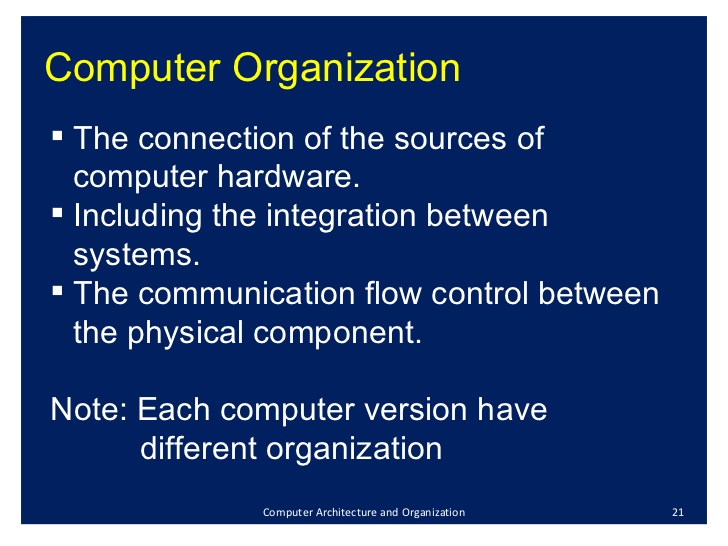 Computer Organization
▪ The connection of the sources of
computer hardware.
▪ Including the integration between
systems.
▪ The communication flow control between
the physical component.
Note: Each computer version have
different organization
Computer Architecture and Organization
21